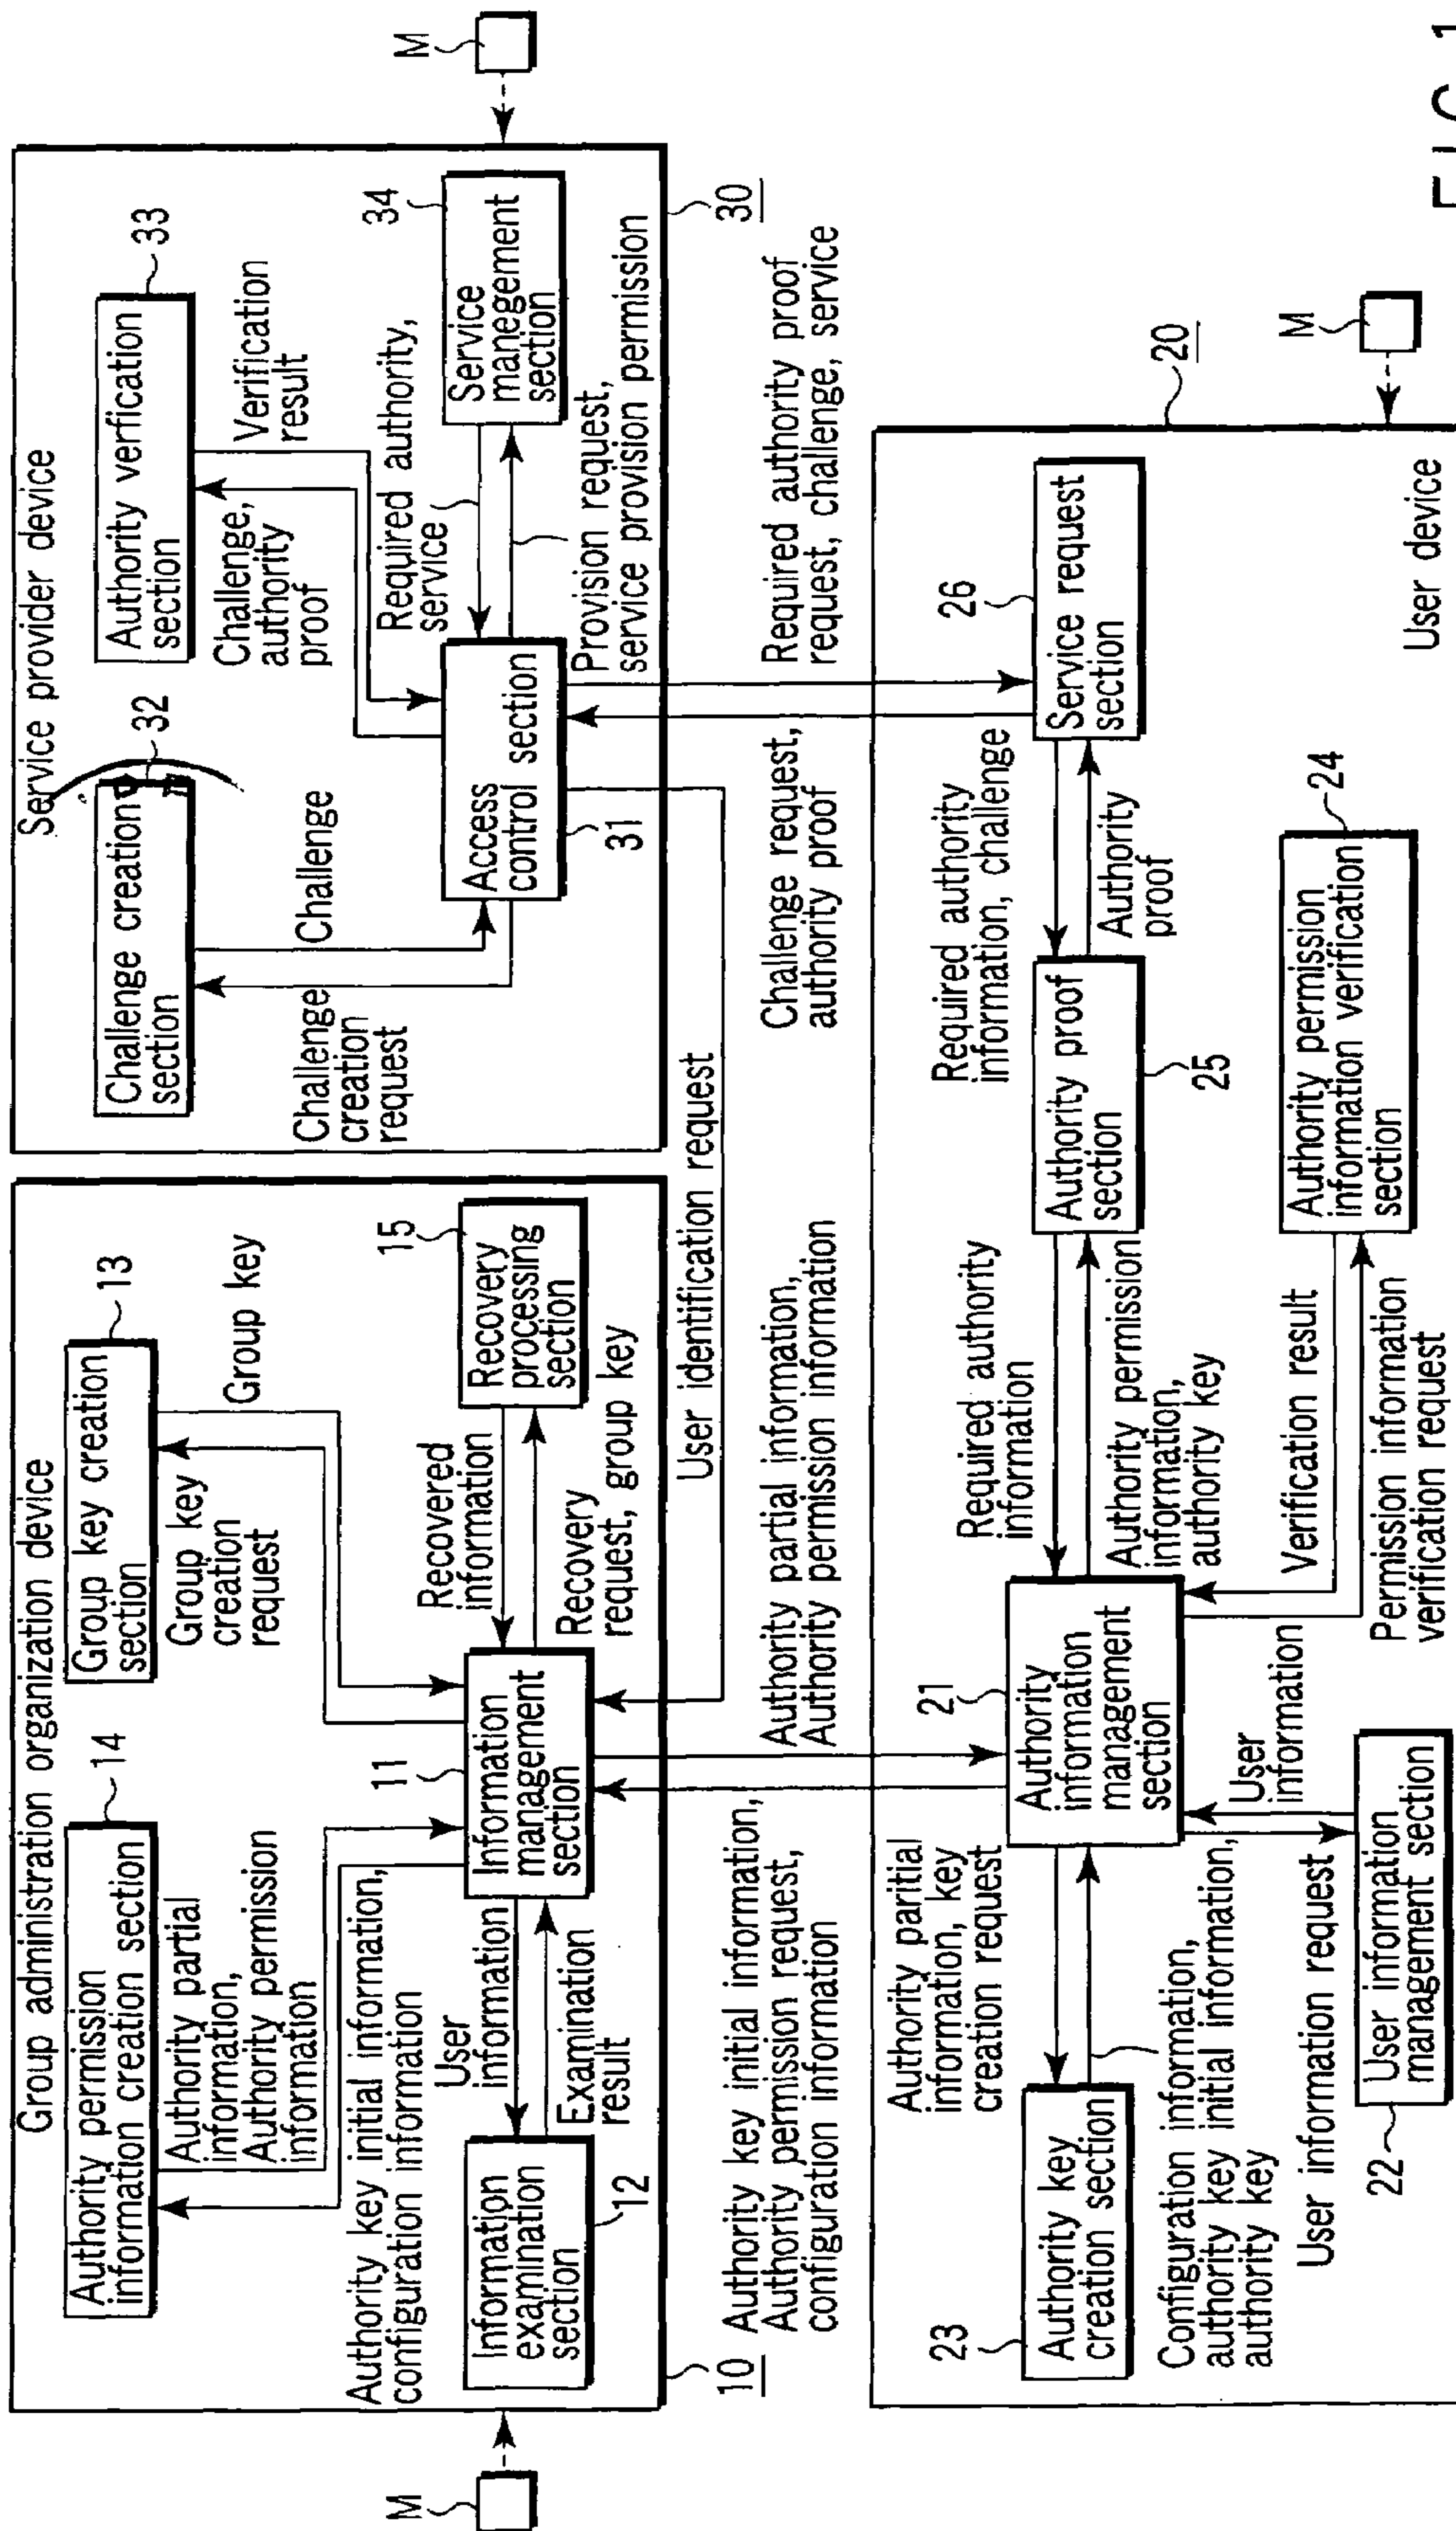 Group administration organization device
Authority permission
information creation section
14
Group key creation
section
13
Authority partial
information,
Authority permission
information
Group key
creation
request
Group key
Authority key initial information,
configuration information
User
information
Examination
result
Information
examination
section
12
11
Information
management
section
Recovered
information
Recovery
request, group key
15
Recovery
processing
section
M
10
Service provider device
Challenge creation
section
32
Authority verfication
section
33
Challenge
creation
request
Challenge
Challenge,
authority
proof
Verification
result
Access
control section
31
Required authority,
service
Provision request,
service provision permission
34
Service
manegement
section
30
M
Authority key initial information,
Authority permission request,
configuration information
Authority partial information,
Authority permission information
User identification request
Challenge request,
authority proof
Required authority proof
request, challenge, service
20
User device
M
23
Authority key
creation section
Authority paritial
information, key
creation request
Configuration information,
authority key initial information,
authority key
21
Authority
information
management
section
User information request
User
information
22
User information
management section
Required authority
information
Authority permission
information,
authority key
Verification result
Permission information
verification request
Authority proof
section
25
Authority permission
information verification
section
24
Required authority
information, challenge
Authority
proof
26
Service request
section